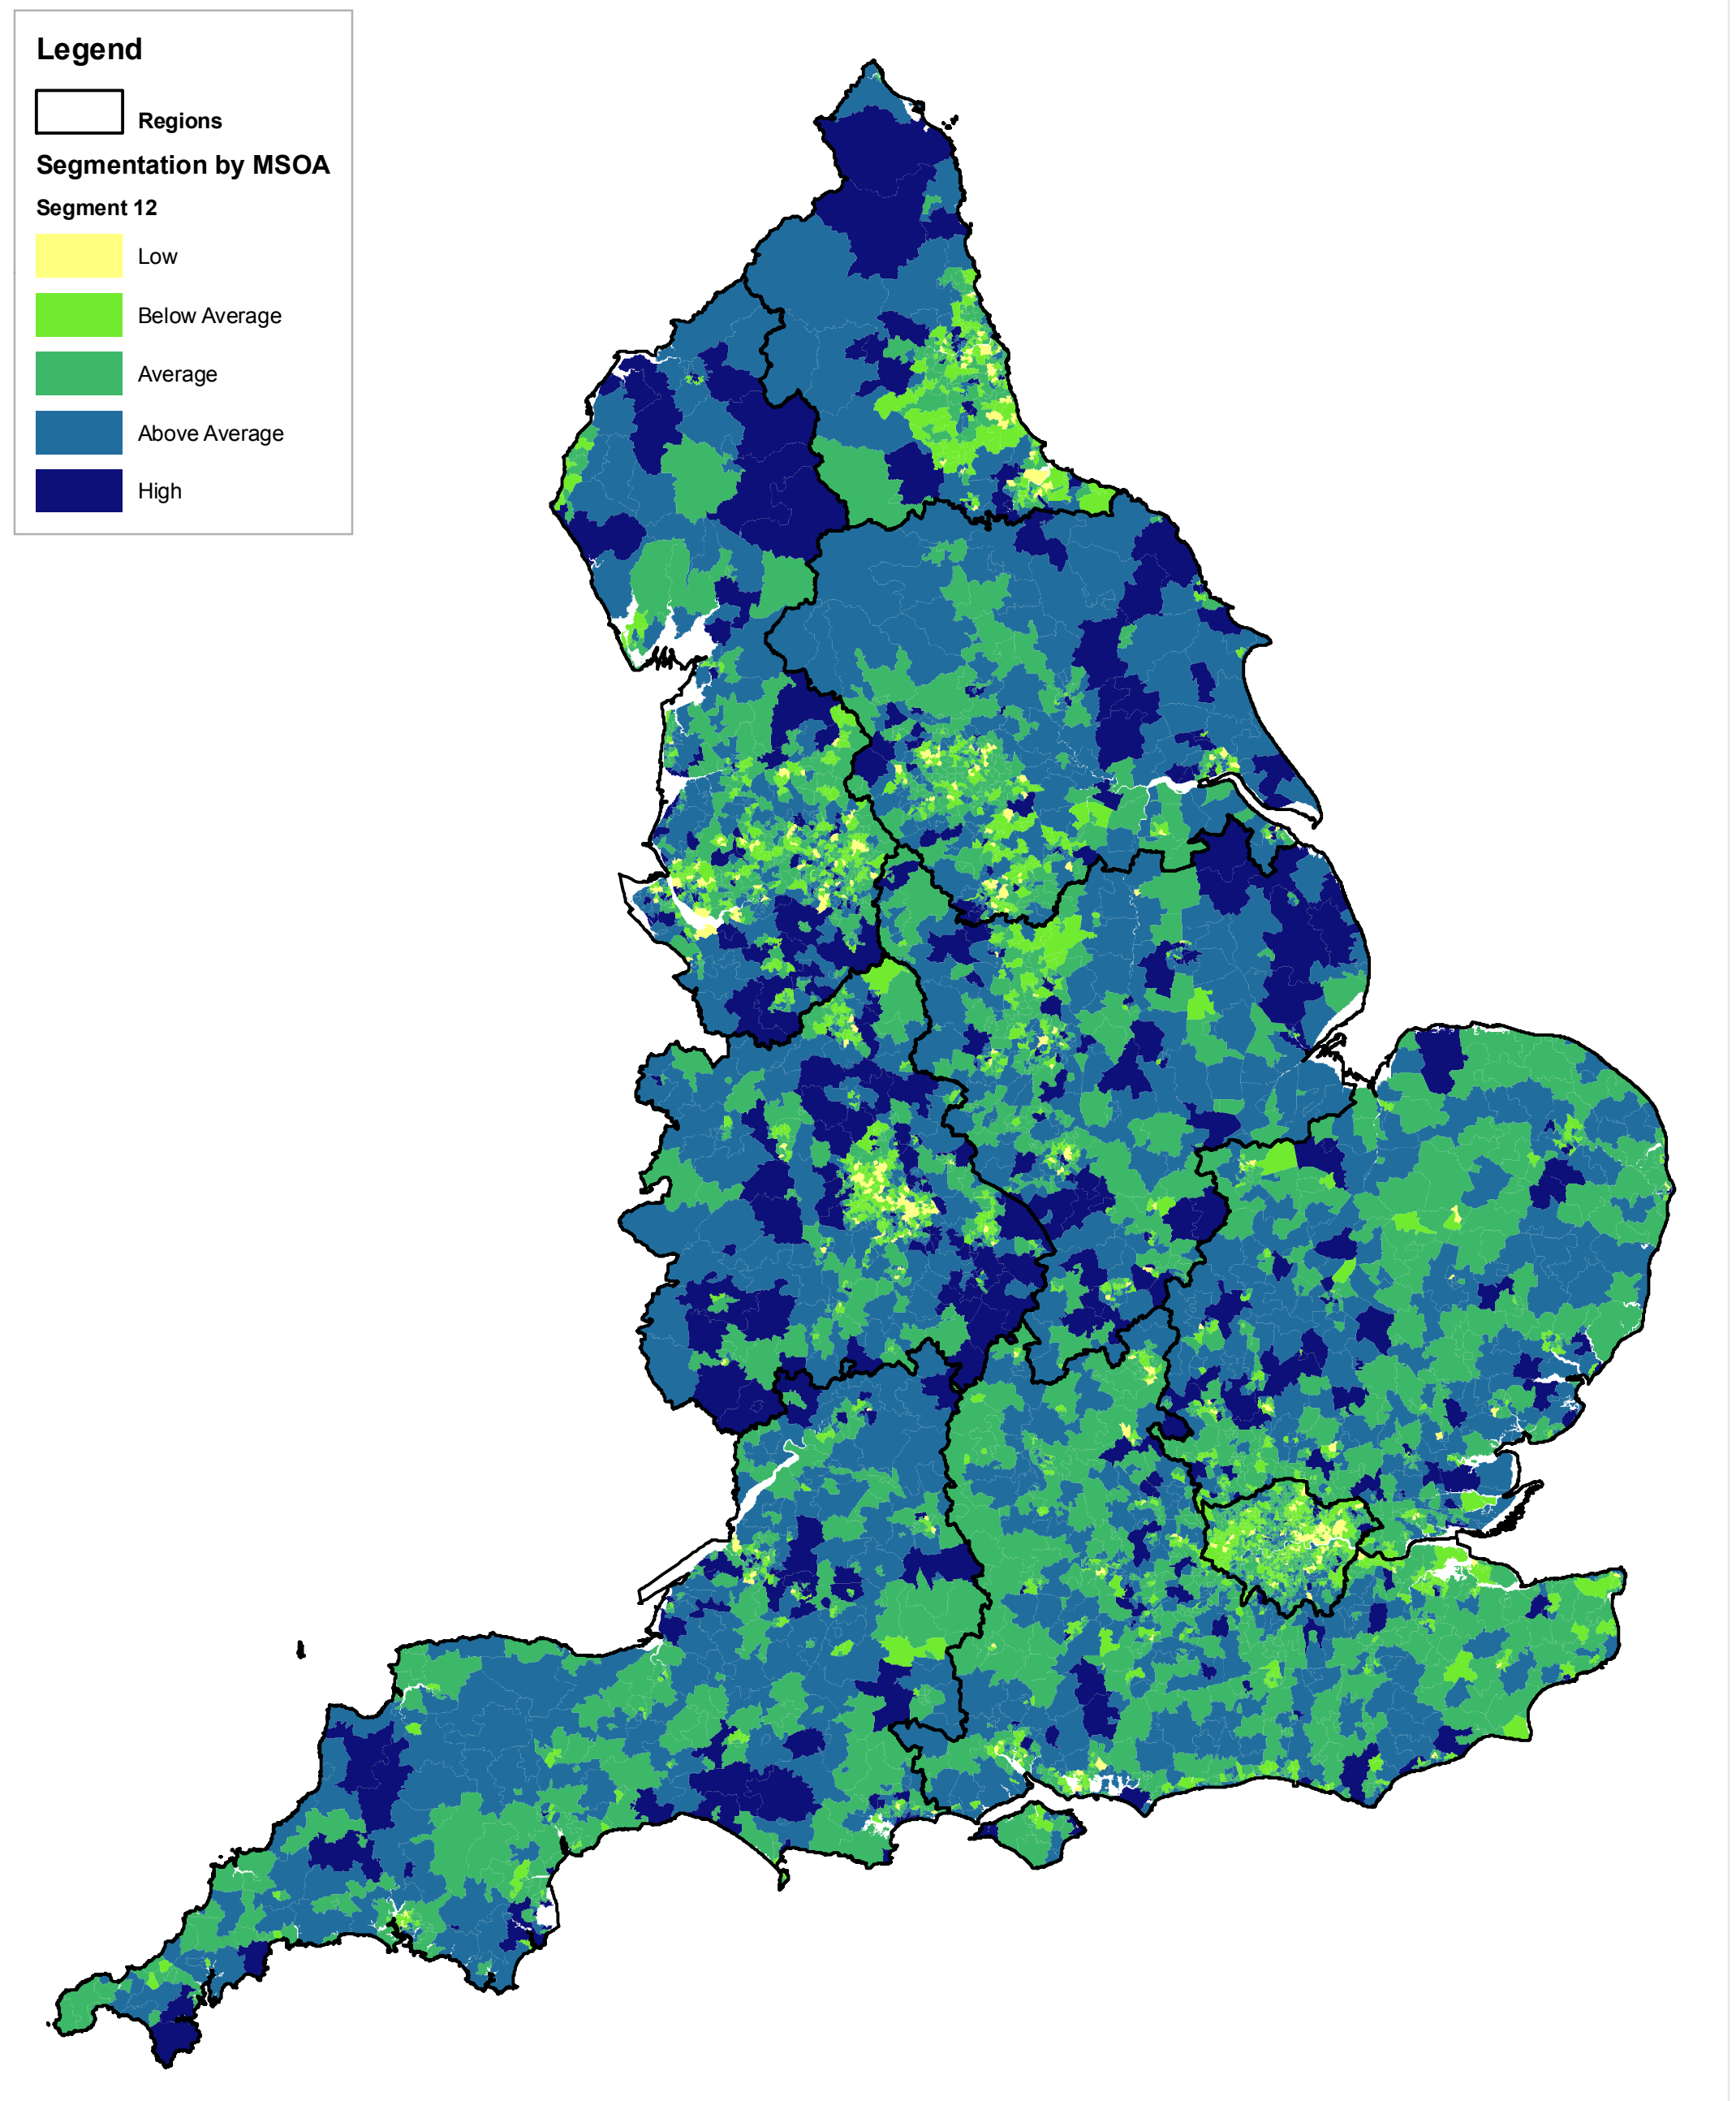 Legend
Regions
Segmentation by MSOA
Segment 12
Low
Below Average
Average
Above Average
High